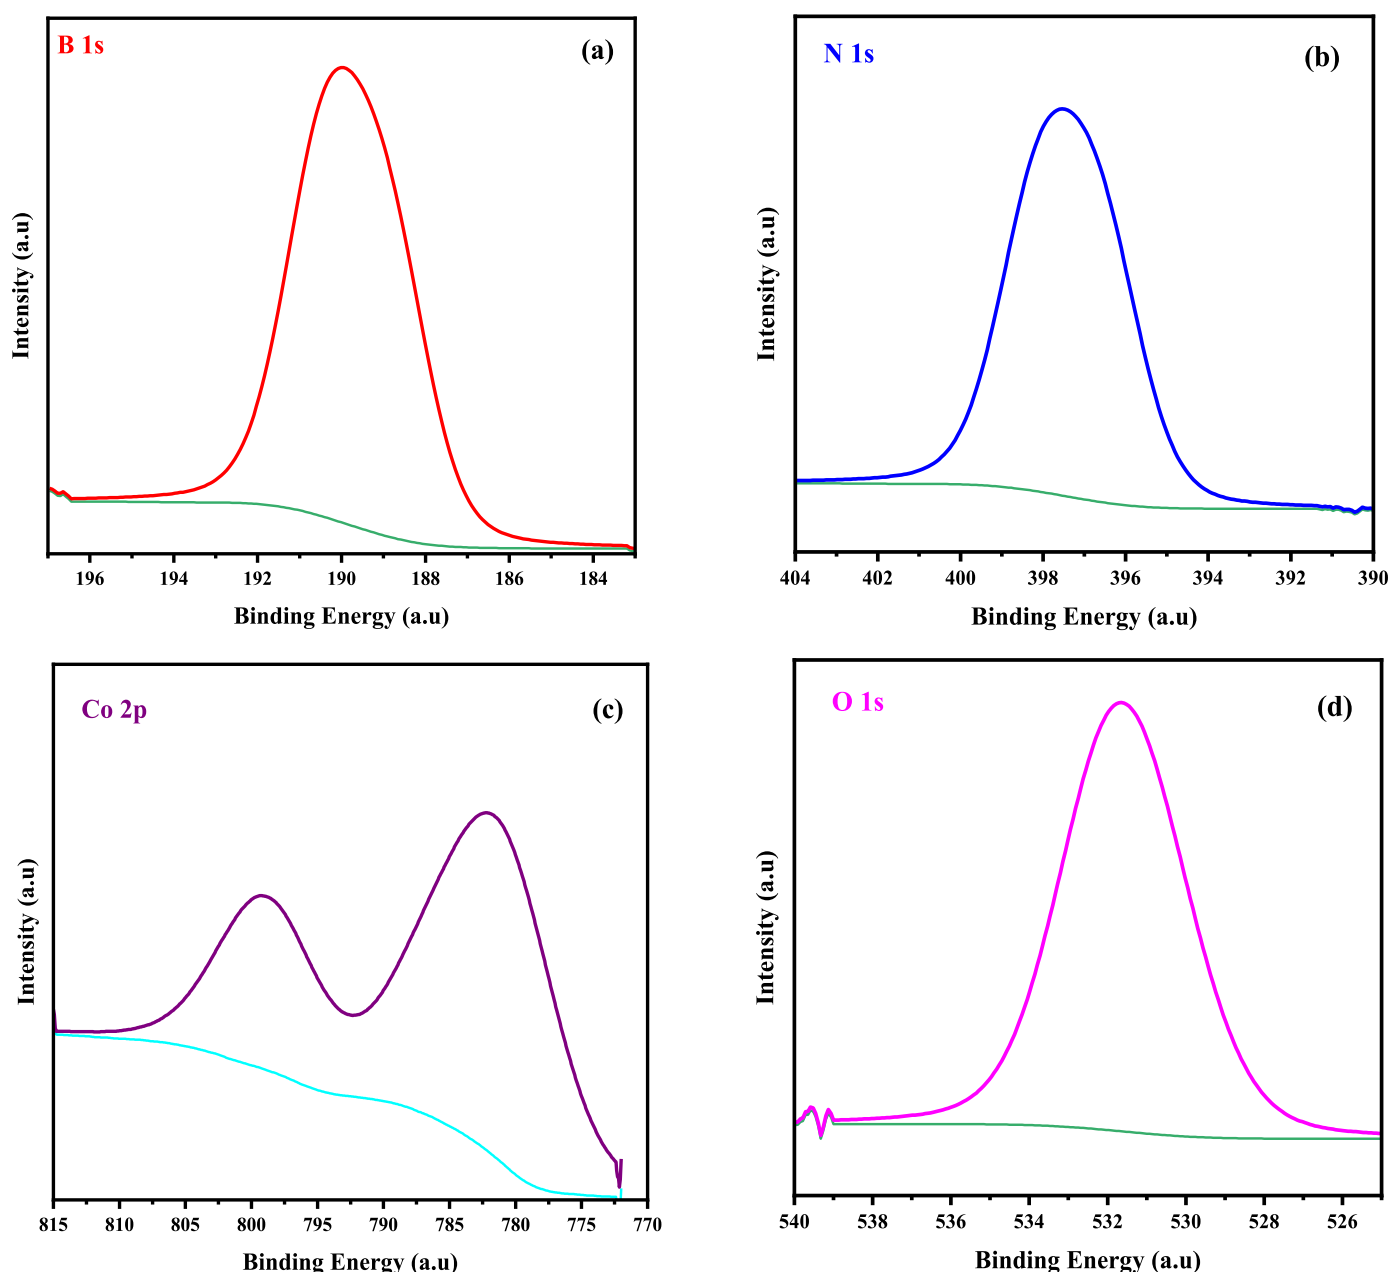 B 1s
(a)
Intensity (a.u)
196 194 192 190 188 186 184
Binding Energy (a.u)
N 1s
(b)
Intensity (a.u)
404 402 400 398 396 394 392 390
Binding Energy (a.u)
Co 2p
(c)
Intensity (a.u)
815 810 805 800 795 790 785 780 775 770
Binding Energy (a.u)
O 1s
(d)
Intensity (a.u)
540 538 536 534 532 530 528 526
Binding Energy (a.u)